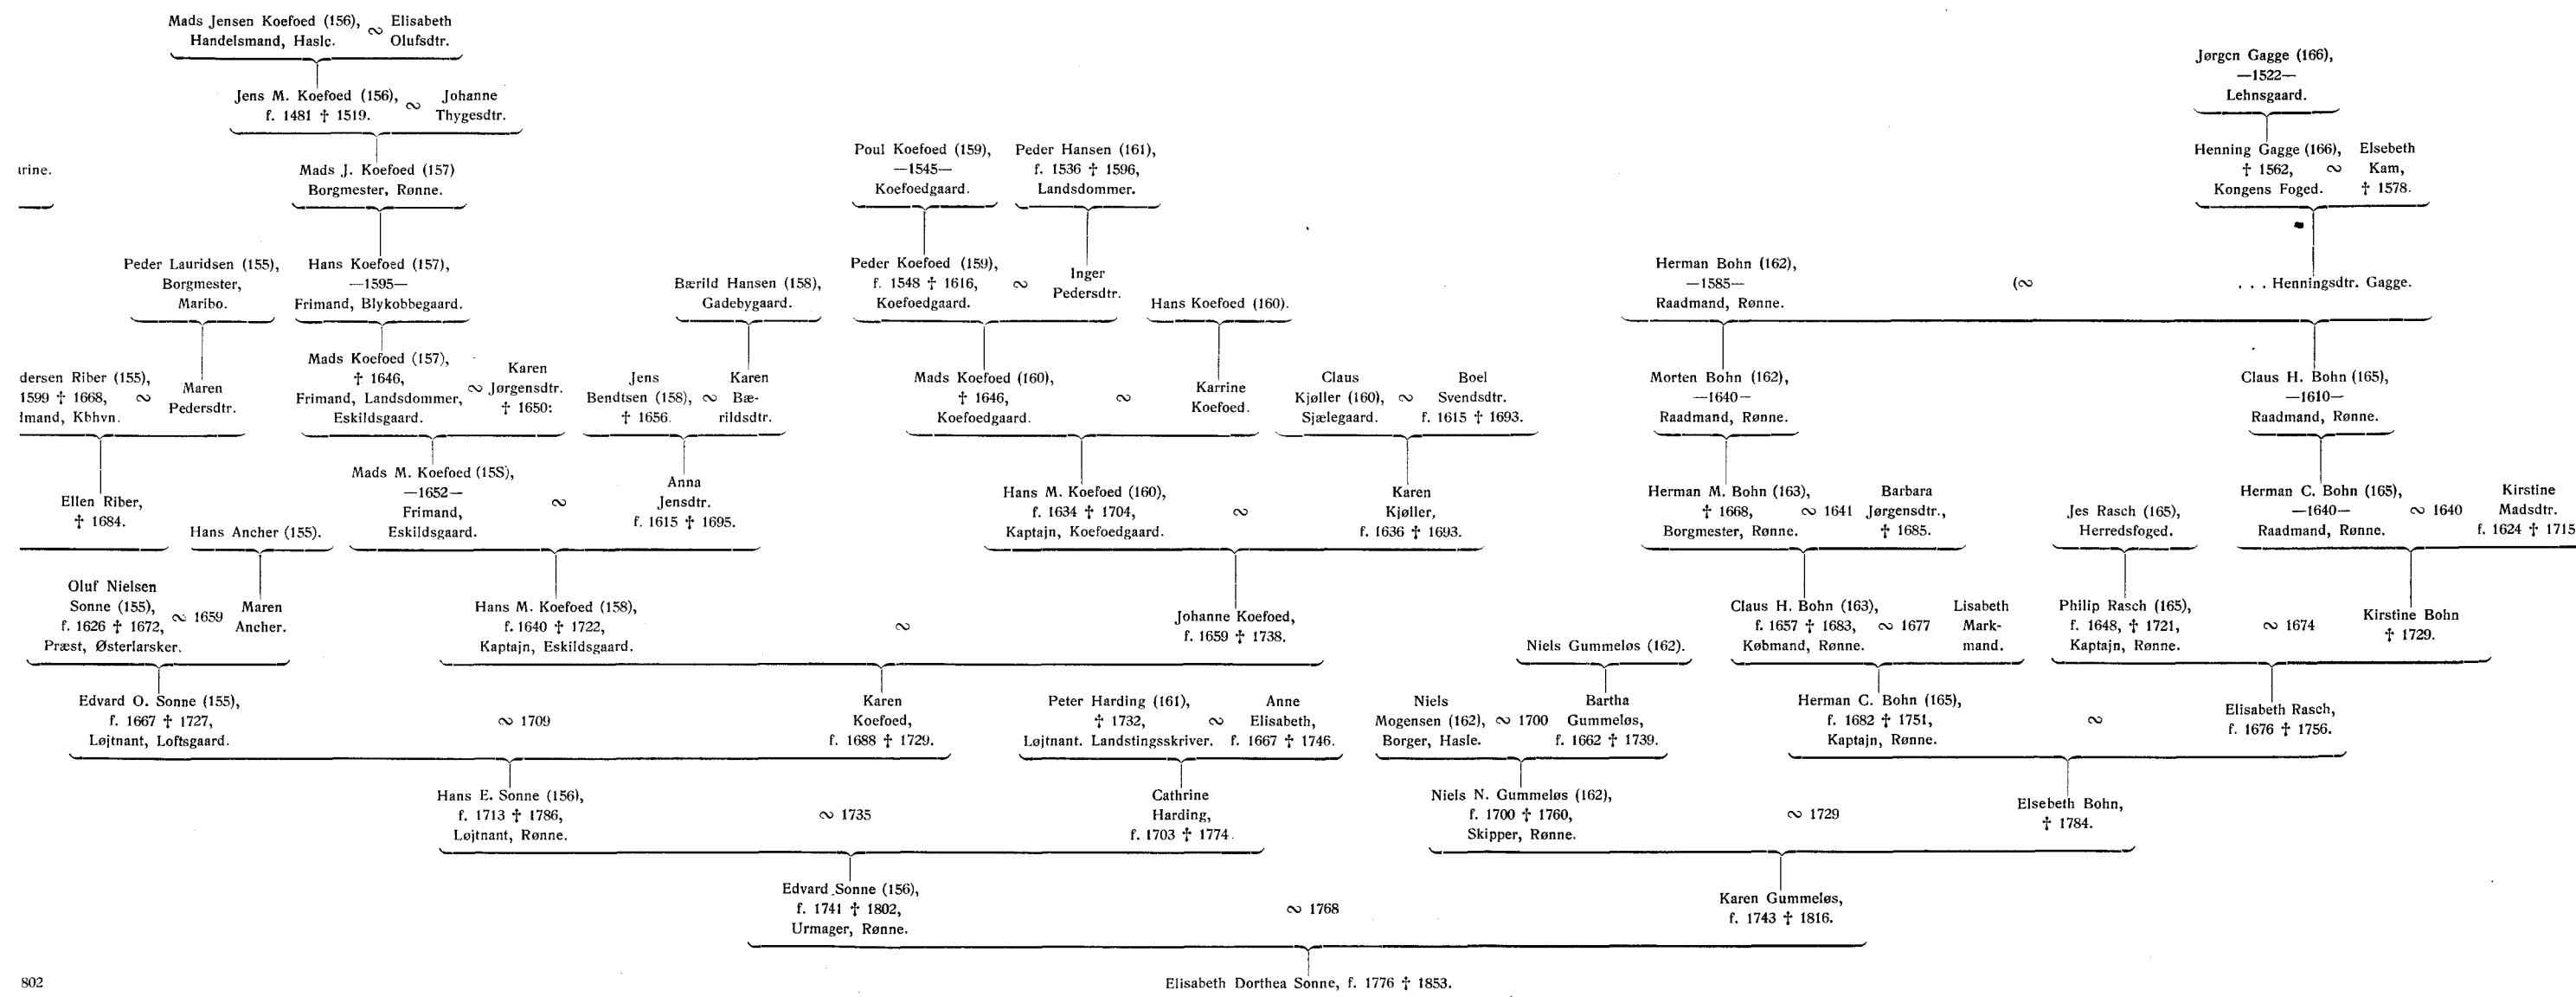 Mads Jensen Koefoed (156), ∾ Elisabeth
Handelsmand, Hasle. Olufsdtr.
Jørgen Gagge (166),
—1522—
Lehnsgaard.
Jens M. Koefoed (156), ∾ Johanne
f. 1481 † 1519. Thygesdtr.
rine.
Mads J. Koefoed (157)
Borgmester, Rønne.
Poul Koefoed (159),
—1545—
Koefoedgaard.
Peder Hansen (161),
f. 1536 † 1596,
Landsdommer.
Henning Gagge (166),
† 1562, ∾
Kongens Foged.
Elsebeth
Kam,
† 1578.
Peder Lauridsen (155),
Borgmester,
Maribo.
Hans Koefoed (157),
—1595—
Frimand, Blykobbegaard.
Bærild Hansen (158),
Gadebygaard.
Peder Koefoed (159),
f. 1548 † 1616, ∾
Koefoedgaard.
Inger
Pedersdtr.
Hans Koefoed (160).
Herman Bohn (162),
—1585—
Raadmand, Rønne.
(∾
. . . Henningsdtr. Gagge.
dersen Riber (155),
1599 † 1668, ∾
lmand, Kbhvn.
Maren
Pedersdtr.
Mads Koefoed (157),
† 1646,
Frimand, Landsdommer, ∾
Eskildsgaard.
Karen
Jørgensdtr.
† 1650:
Jens
Bendtsen (158), ∾
† 1656.
Karen
Bæ-
rildsdtr.
Mads Koefoed (160),
† 1646, ∾
Koefoedgaard.
Karrine
Koefoed.
Claus
Kjøller (160), ∾
Sjælegaard.
Boel
Svendsdtr.
f. 1615 † 1693.
Morten Bohn (162),
—1640—
Raadmand, Rønne.
Claus H. Bohn (165),
—1610—
Raadmand, Rønne.
Ellen Riber,
† 1684.
Hans Ancher (155).
Mads M. Koefoed (15S),
—1652— ∾
Frimand,
Eskildsgaard.
Anna
Jensdtr.
f. 1615 † 1695.
Hans M. Koefoed (160),
f. 1634 † 1704, ∾
Kaptajn, Koefoedgaard.
Karen
Kjøller,
f. 1636 † 1693.
Herman M. Bohn (163),
† 1668, ∾ 1641
Borgmester, Rønne.
Barbara
Jørgensdtr.,
† 1685.
Jes Rasch (165),
Herredsfoged.
Herman C. Bohn (165),
—1640— ∾ 1640
Raadmand, Rønne.
Kirstine
Madsdtr.
f. 1624 † 1715
Oluf Nielsen
Sonne (155), ∾ 1659
f. 1626 † 1672,
Præst, Østerlarsker.
Maren
Ancher.
Hans M. Koefoed (158),
f. 1640 † 1722, ∾
Kaptajn, Eskildsgaard.
Johanne Koefoed,
f. 1659 † 1738.
Niels Gummeløs (162).
Claus H. Bohn (163),
f. 1657 † 1683, ∾ 1677
Købmand, Rønne.
Lisabeth
Mark-
mand.
Philip Rasch (165),
f. 1648, † 1721, ∾ 1674
Kaptajn, Rønne.
Kirstine Bohn
† 1729.
Edvard O. Sonne (155),
f. 1667 † 1727, ∾ 1709
Løjtnant, Loftsgaard.
Karen
Koefoed,
f. 1688 † 1729.
Peter Harding (161),
† 1732, ∾
Løjtnant. Landstingsskriver.
Anne
Elisabeth,
f. 1667 † 1746.
Niels
Mogensen (162), ∾ 1700
Borger, Hasle.
Bartha
Gummeløs,
f. 1662 † 1739.
Herman C. Bohn (165),
f. 1682 † 1751, ∾
Kaptajn, Rønne.
Elisabeth Rasch,
f. 1676 † 1756.
Hans E. Sonne (156),
f. 1713 † 1786, ∾ 1735
Løjtnant, Rønne.
Cathrine
Harding,
f. 1703 † 1774.
Niels N. Gummeløs (162),
f. 1700 † 1760, ∾ 1729
Skipper, Rønne.
Elsebeth Bohn,
† 1784.
Edvard Sonne (156),
f. 1741 † 1802, ∾ 1768
Urmager, Rønne.
Karen Gummeløs,
f. 1743 † 1816.
802
Elisabeth Dorthea Sonne, f. 1776 † 1853.